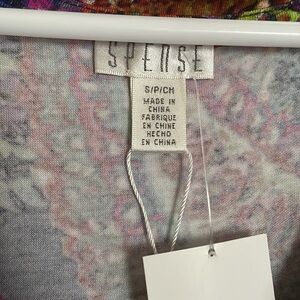 SPENSE
S/P/CH
MADE IN
CHINA
FABRIQUE
EN CHINE
HECHO
EN CHINA